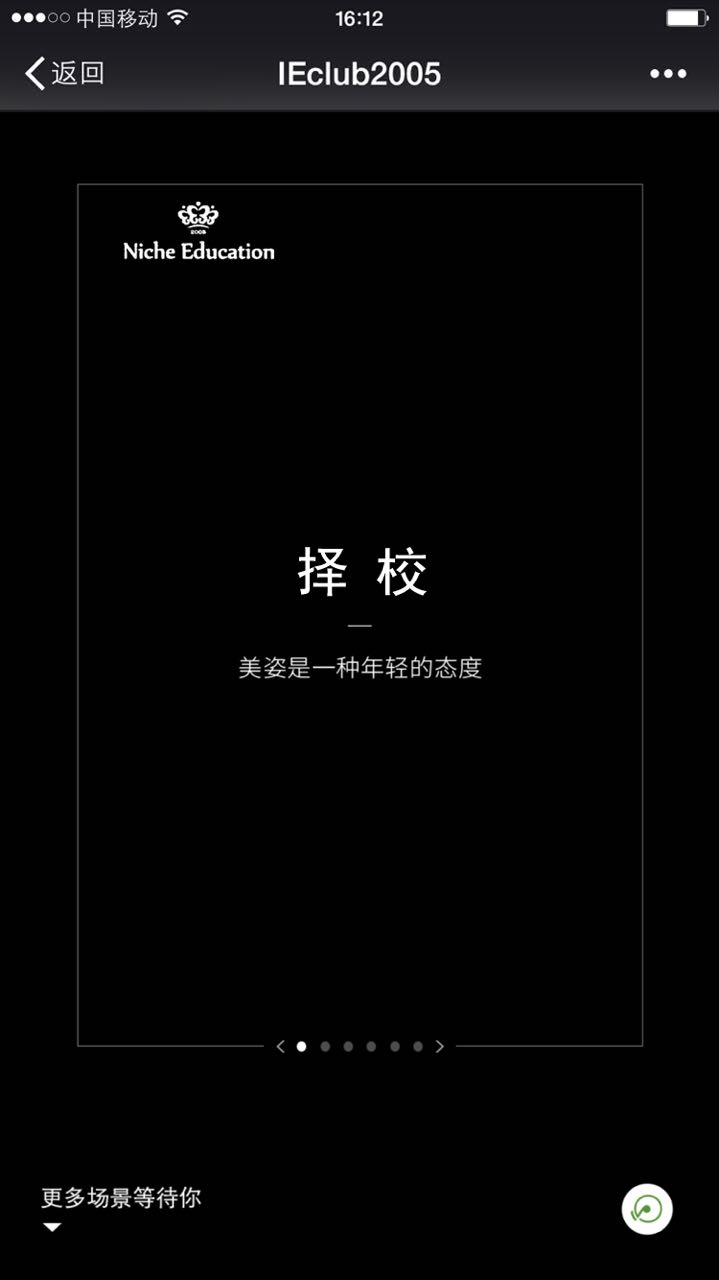 中国移动
16:12
返回
IEclub2005
2005
Niche Education
择 校
美姿是一种年轻的态度
更多场景等待你